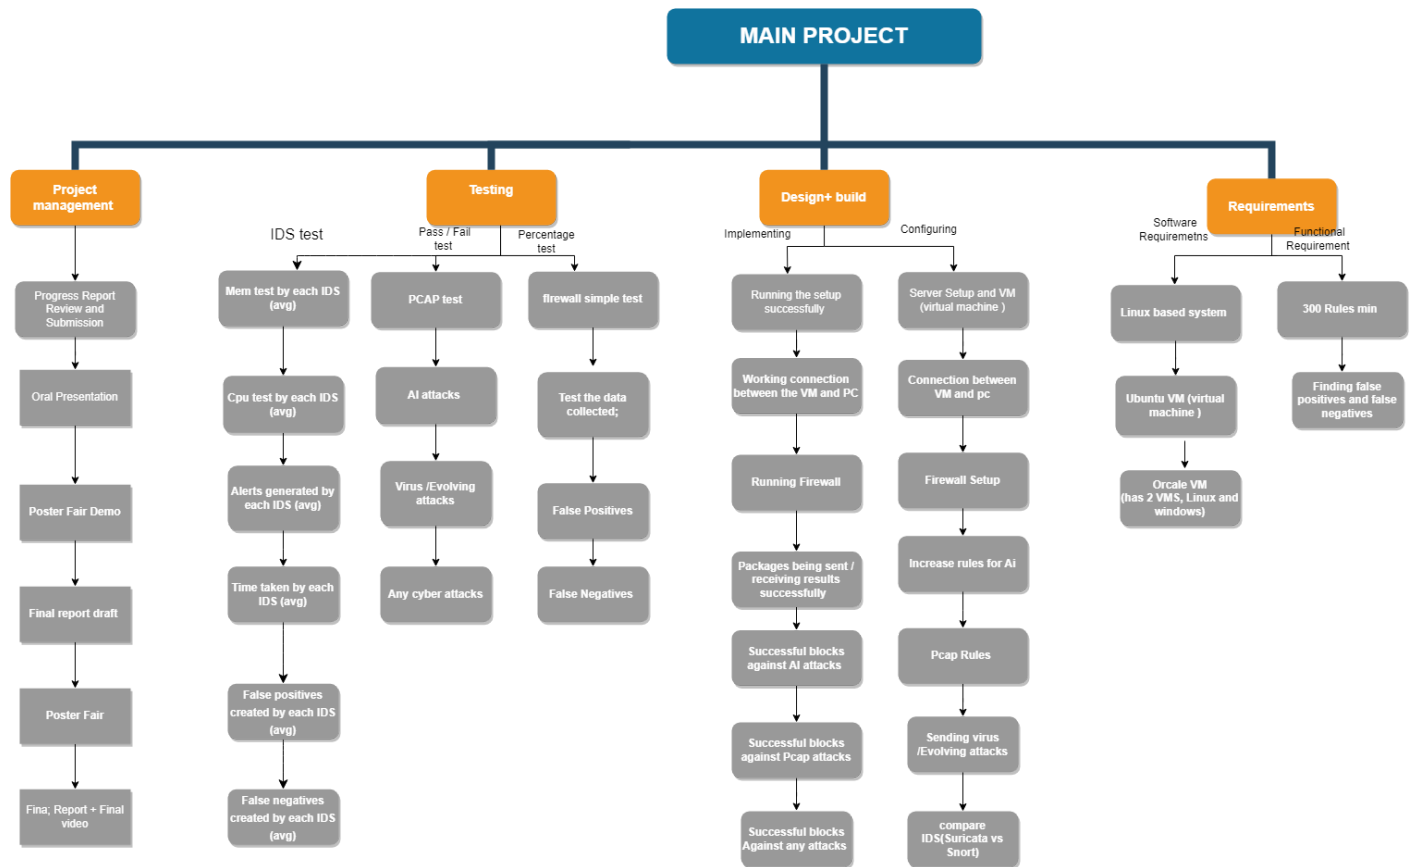 MAIN PROJECT
Project
management
Progress Report
Review and
Submission
Oral Presentation
Poster Fair Demo
Final report draft
Poster Fair
Fina; Report + Final
video
Testing
IDS test
Mem test by each IDS
(avg)
Cpu test by each IDS
(avg)
Alerts generated by
each IDS (avg)
Time taken by each
IDS (avg)
False positives
created by each IDS
(avg)
False negatives
created by each IDS
(avg)
Pass / Fail
test
PCAP test
AI attacks
Virus /Evolving
attacks
Any cyber attacks
Percentage
test
firewall simple test
Test the data
collected;
False Positives
False Negatives
Design+ build
Implementing
Running the setup
successfully
Working connection
between the VM and PC
Running Firewall
Packages being sent /
receiving results
successfully
Successful blocks
against AI attacks
Successful blocks
against Pcap attacks
Successful blocks
Against any attacks
Configuring
Server Setup and VM
(virtual machine )
Connection between
VM and pc
Firewall Setup
Increase rules for Ai
Pcap Rules
Sending virus
/Evolving attacks
compare
IDS(Suricata vs
Snort)
Requirements
Software
Requiremetns
Linux based system
Ubuntu VM (virtual
machine )
Orcale VM
(has 2 VMS, Linux and
windows)
Functional
Requirement
300 Rules min
Finding false
positives and false
negatives